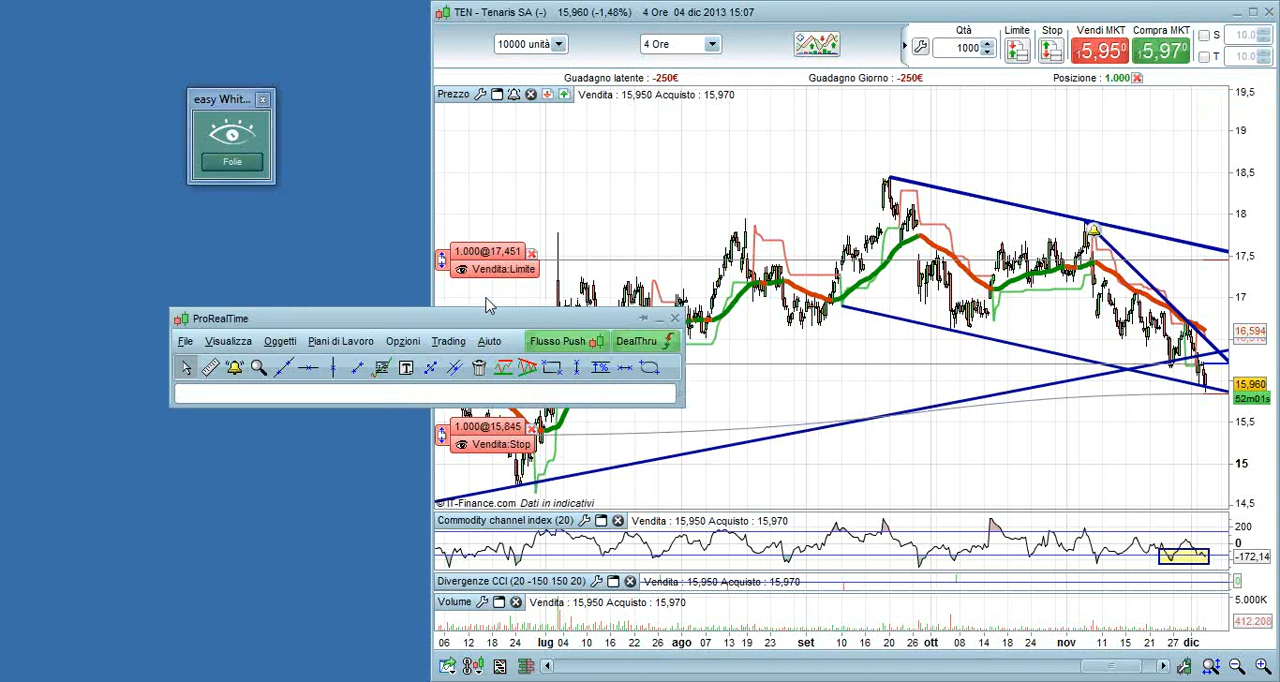 TEN - Tenaris SA (-) 15,960 (-1,48%) 4 Ore 04 dic 2013 15:07
10000 unità
4 Ore
Qtà
1000
Limite
Stop
Vendi MKT
5,95
Compra MKT
5,97
S
10.0
T
10.0
Guadagno latente : -250€
Guadagno Giorno : -250€
Posizione : 1.000
Prezzo
Vendita : 15,950 Acquisto : 15,970
easy Whit...
Folie
1.000@17,451
Vendita:Limite
ProRealTime
File Visualizza Oggetti Piani di Lavoro Opzioni Trading Aiuto
Flusso Push
DealThru
1.000@15,845
Vendita:Stop
19,5
19
18,5
18
17,5
17
16,594
15,960
52m01s
15,5
15
14,5
© IT-Finance.com Dati in indicativi
Commodity channel index (20)
Vendita : 15,950 Acquisto : 15,970
200
0
-172,14
Divergence CCI (20 -150 150 20)
Vendita : 15,950 Acquisto : 15,970
0
Volume
Vendita : 15,950 Acquisto : 15,970
5.000K
412.208
06 12 18 24 lug 04 10 16 22 ago 07 13 19 23 set 06 12 20 26 ott 08 14 18 24 nov 11 15 21 27 dic